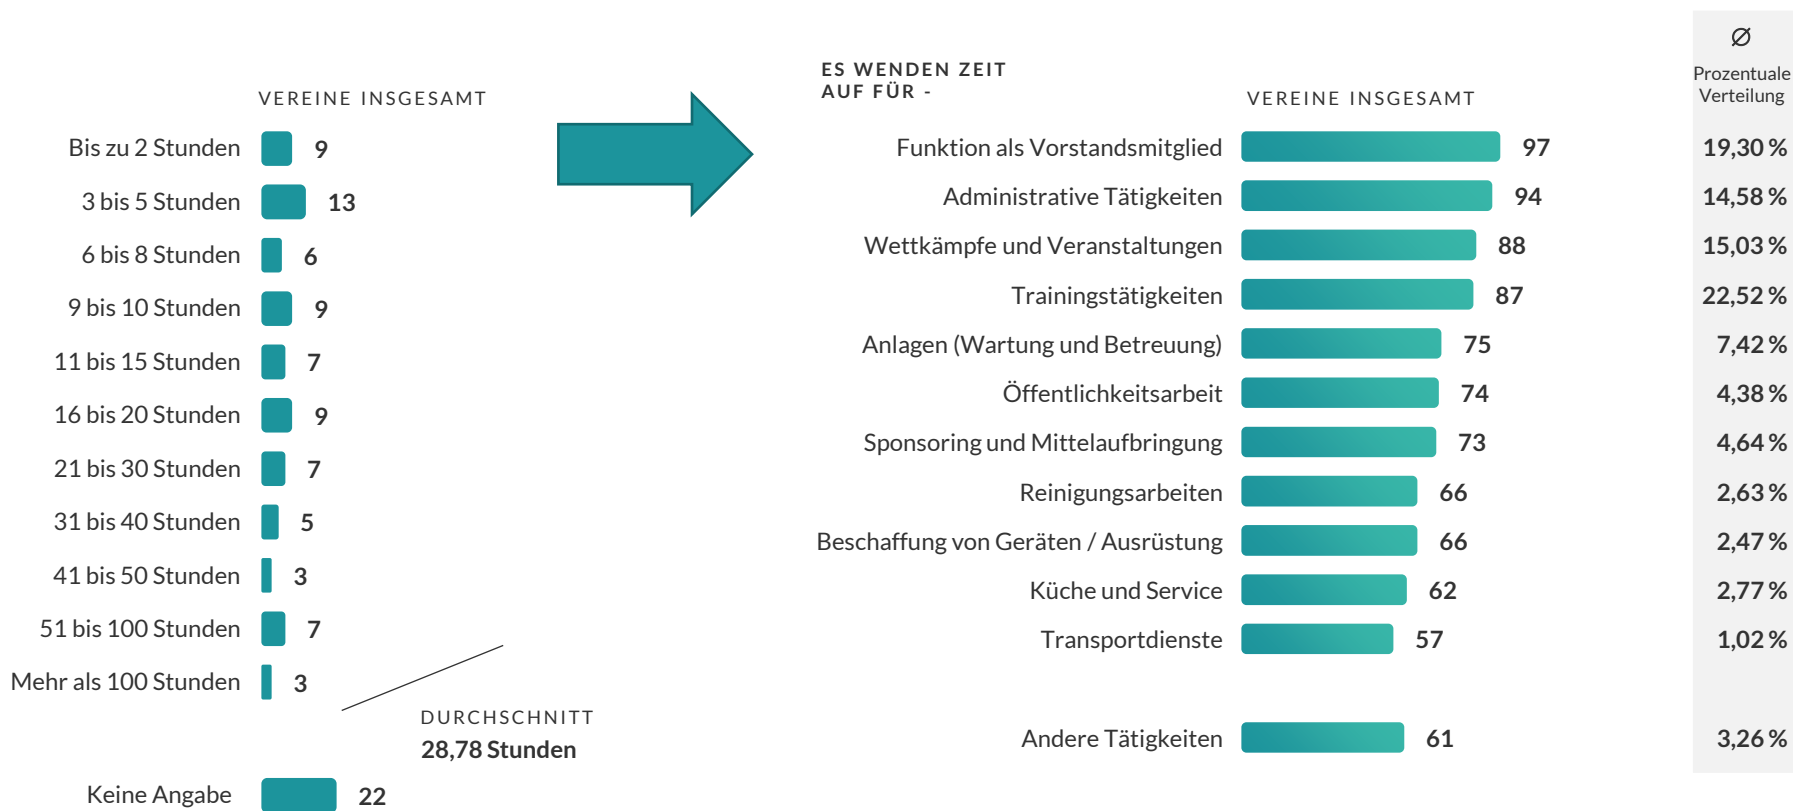 VEREINE INSGESAMT
Bis zu 2 Stunden 9
3 bis 5 Stunden 13
6 bis 8 Stunden 6
9 bis 10 Stunden 9
11 bis 15 Stunden 7
16 bis 20 Stunden 9
21 bis 30 Stunden 7
31 bis 40 Stunden 5
41 bis 50 Stunden 3
51 bis 100 Stunden 7
Mehr als 100 Stunden 3
DURCHSCHNITT
28,78 Stunden
Keine Angabe 22
ES WENDEN ZEIT
AUF FÜR -
VEREINE INSGESAMT
Ø
Prozentuale
Verteilung
Funktion als Vorstandsmitglied 97 19,30 %
Administrative Tätigkeiten 94 14,58 %
Wettkämpfe und Veranstaltungen 88 15,03 %
Trainingstätigkeiten 87 22,52 %
Anlagen (Wartung und Betreuung) 75 7,42 %
Öffentlichkeitsarbeit 74 4,38 %
Sponsoring und Mittelaufbringung 73 4,64 %
Reinigungsarbeiten 66 2,63 %
Beschaffung von Geräten / Ausrüstung 66 2,47 %
Küche und Service 62 2,77 %
Transportdienste 57 1,02 %
Andere Tätigkeiten 61 3,26 %